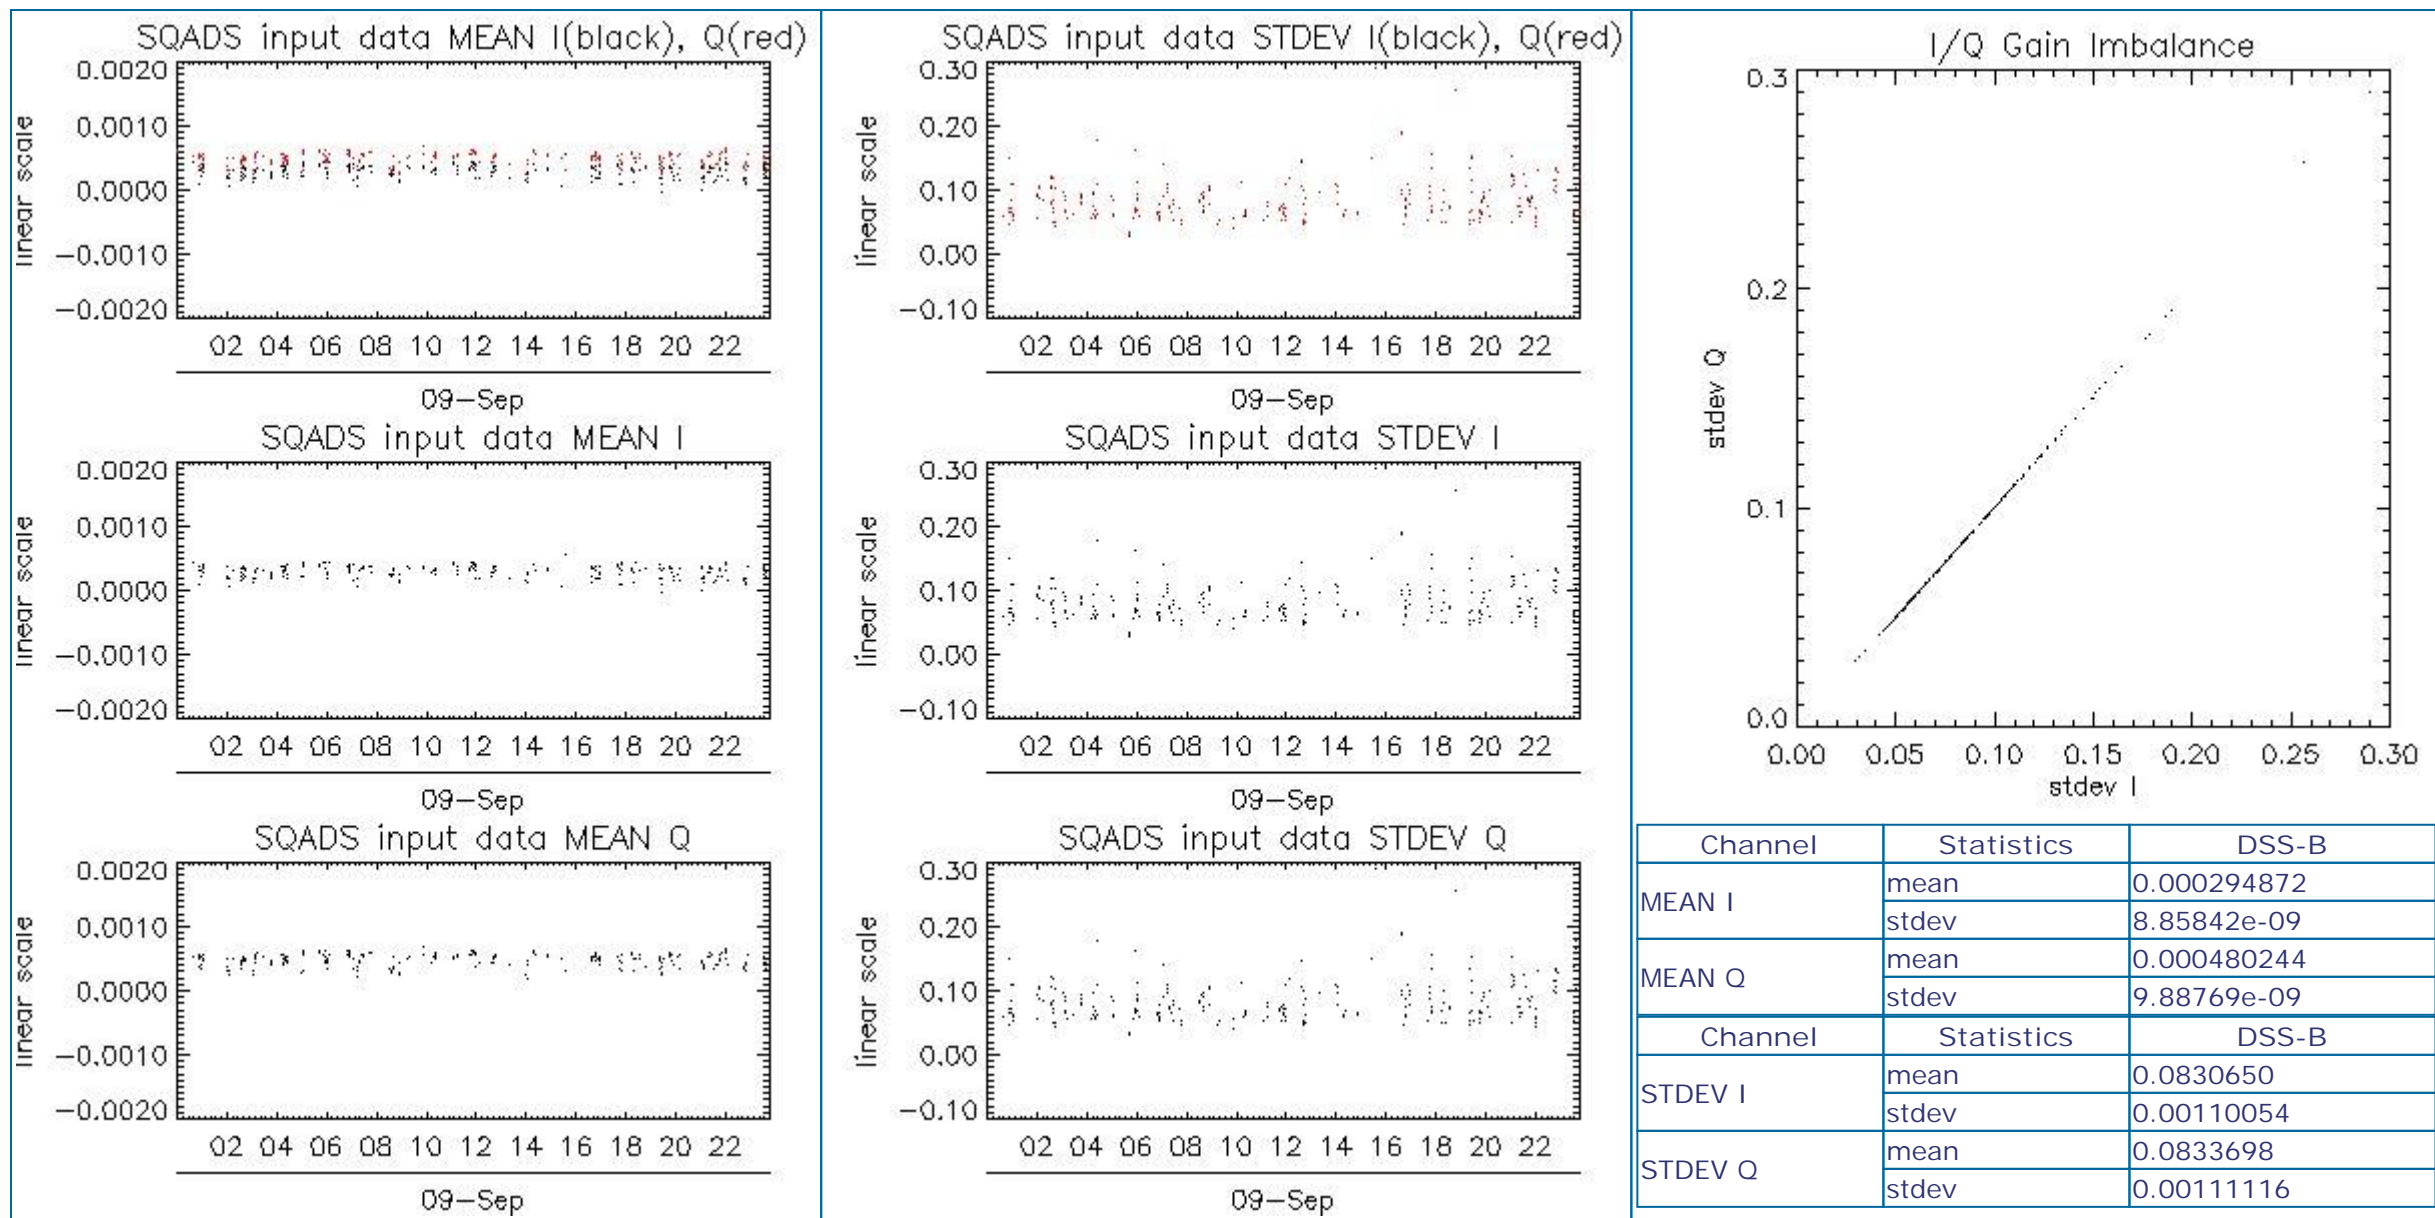 SQADS input data MEAN I(black), Q(red)
linear scale
0.0020
0.0010
0.0000
−0.0010
−0.0020
02 04 06 08 10 12 14 16 18 20 22
09−Sep
SQADS input data MEAN I
linear scale
0.0020
0.0010
0.0000
−0.0010
−0.0020
02 04 06 08 10 12 14 16 18 20 22
09−Sep
SQADS input data MEAN Q
linear scale
0.0020
0.0010
0.0000
−0.0010
−0.0020
02 04 06 08 10 12 14 16 18 20 22
09−Sep
SQADS input data STDEV I(black), Q(red)
linear scale
0.30
0.20
0.10
0.00
−0.10
02 04 06 08 10 12 14 16 18 20 22
09−Sep
SQADS input data STDEV I
linear scale
0.30
0.20
0.10
0.00
−0.10
02 04 06 08 10 12 14 16 18 20 22
09−Sep
SQADS input data STDEV Q
linear scale
0.30
0.20
0.10
0.00
−0.10
02 04 06 08 10 12 14 16 18 20 22
09−Sep
I/Q Gain Imbalance
stdev Q
0.3
0.2
0.1
0.0
0.00 0.05 0.10 0.15 0.20 0.25 0.30
stdev I
Channel Statistics DSS-B
MEAN I mean 0.000294872
stdev 8.85842e-09
MEAN Q mean 0.000480244
stdev 9.88769e-09
Channel Statistics DSS-B
STDEV I mean 0.0830650
stdev 0.00110054
STDEV Q mean 0.0833698
stdev 0.00111116